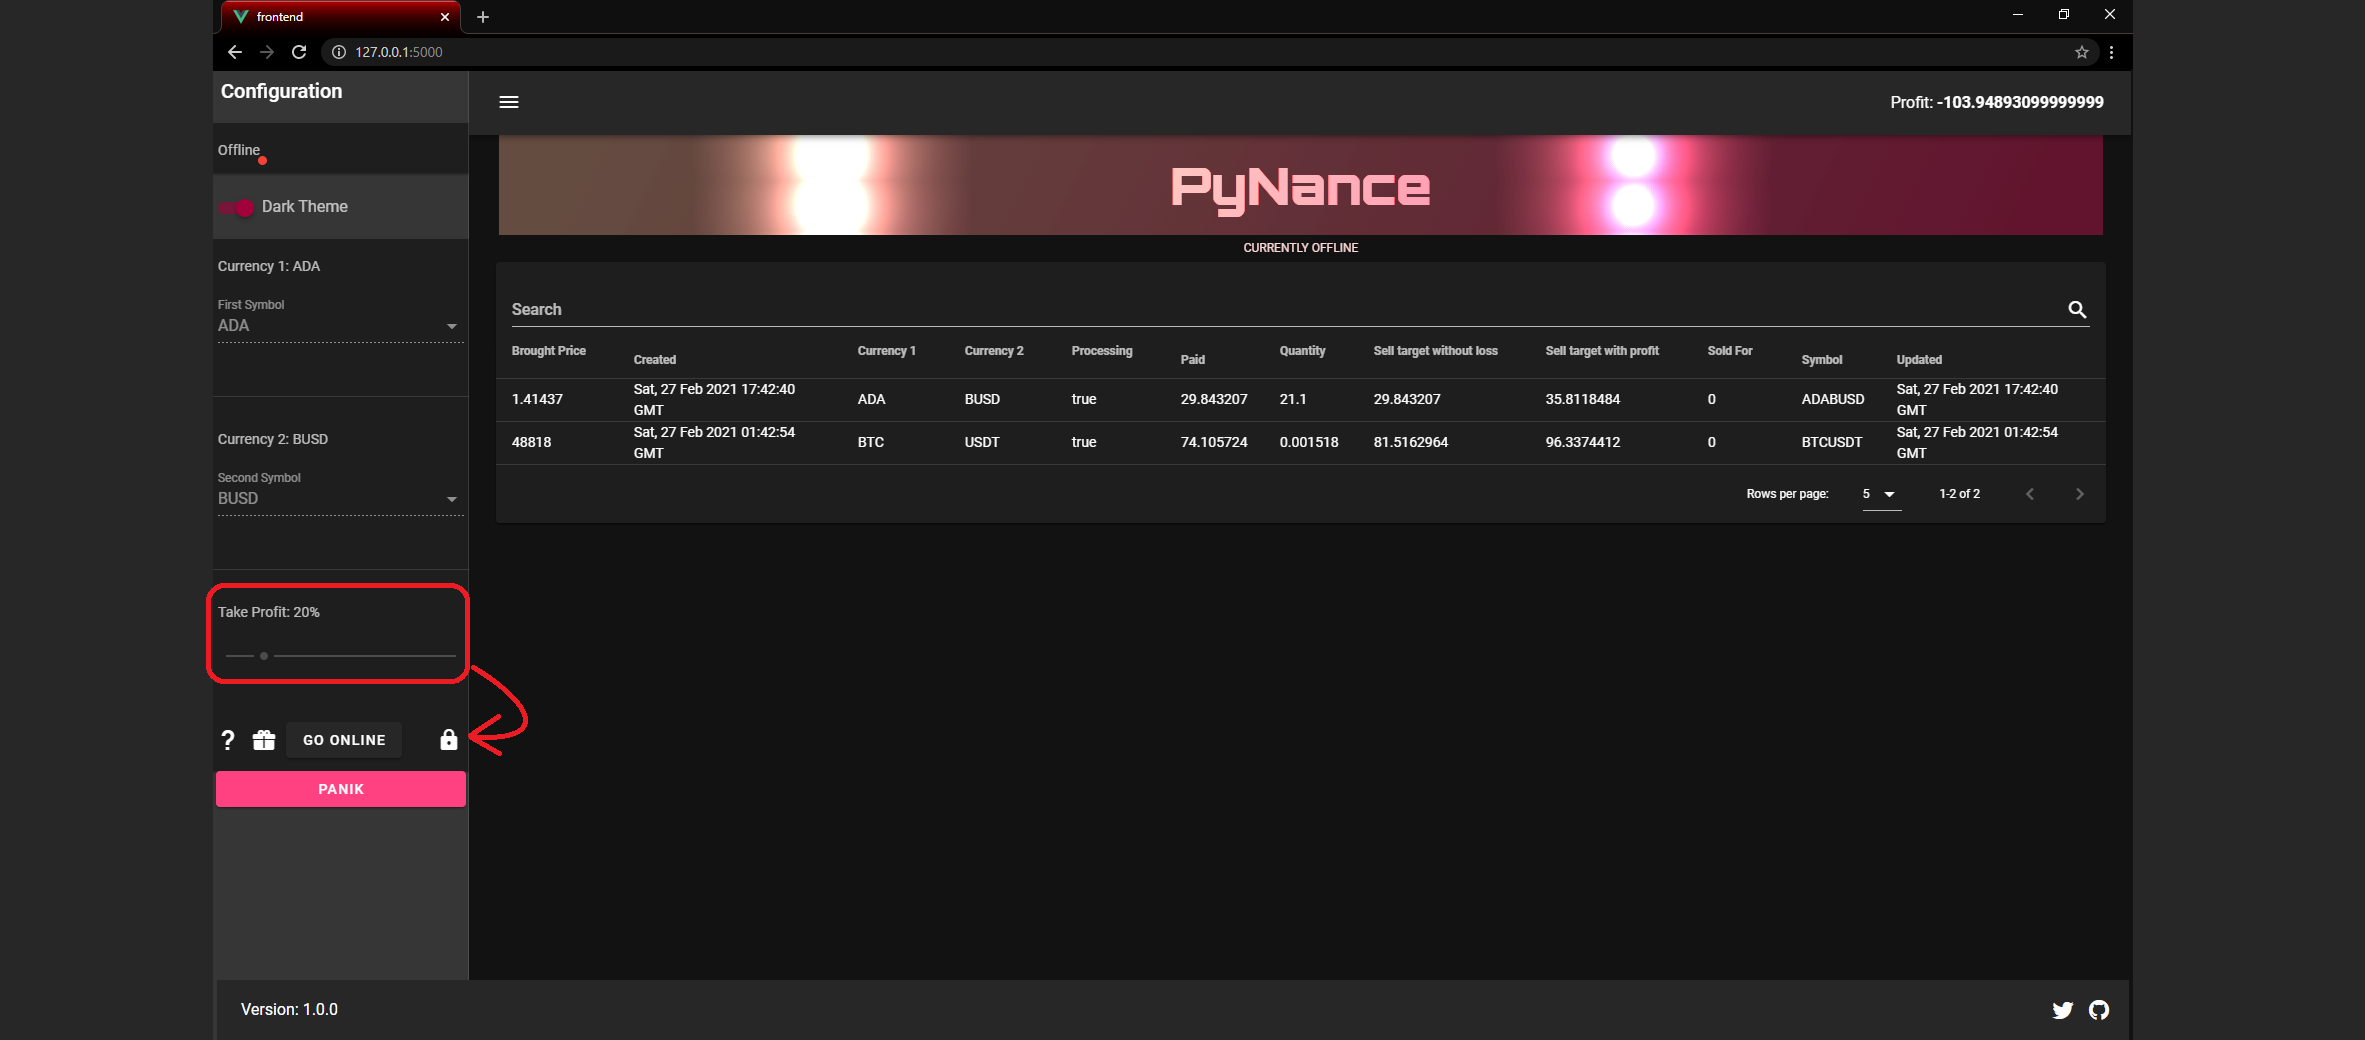 frontend
127.0.0.1:5000
Configuration
Profit: -103.94893099999999
Offline
Dark Theme
Currency 1: ADA
First Symbol
ADA
Currency 2: BUSD
Second Symbol
BUSD
Take Profit: 20%
? GO ONLINE
PANIK
PyNance
CURRENTLY OFFLINE
Search
Brought Price Created Currency 1 Currency 2 Processing Paid Quantity Sell target without loss Sell target with profit Sold For Symbol Updated
1.41437 Sat, 27 Feb 2021 17:42:40 GMT ADA BUSD true 29.843207 21.1 29.843207 35.8118484 0 ADABUSD Sat, 27 Feb 2021 17:42:40 GMT
48818 Sat, 27 Feb 2021 01:42:54 GMT BTC USDT true 74.105724 0.001518 81.5162964 96.3374412 0 BTCUSDT Sat, 27 Feb 2021 01:42:54 GMT
Rows per page: 5 1-2 of 2
Version: 1.0.0